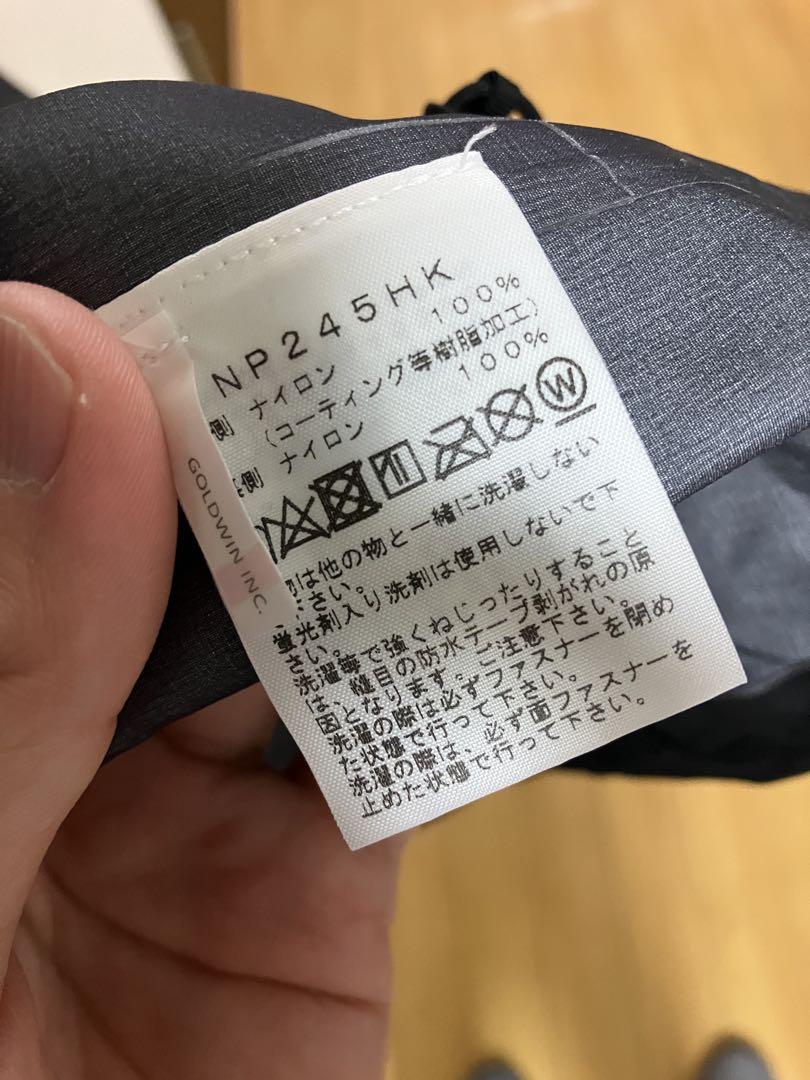 NP245HK
側 ナイロン 100%
(コーティング等樹脂加工)
側 ナイロン 100%
W
は他の物と一緒に洗濯しない
さい。
蛍光剤入り洗剤は使用しないで下
さい。
洗濯等で強くねじったりすること
は、縫目の防水テープ剥がれの原
因となります。ご注意下さい。
洗濯の際は必ずファスナーを閉め
た状態で行って下さい。
洗濯の際は、必ず面ファスナーを
止めた状態で行って下さい。
GOLDWIN INC.